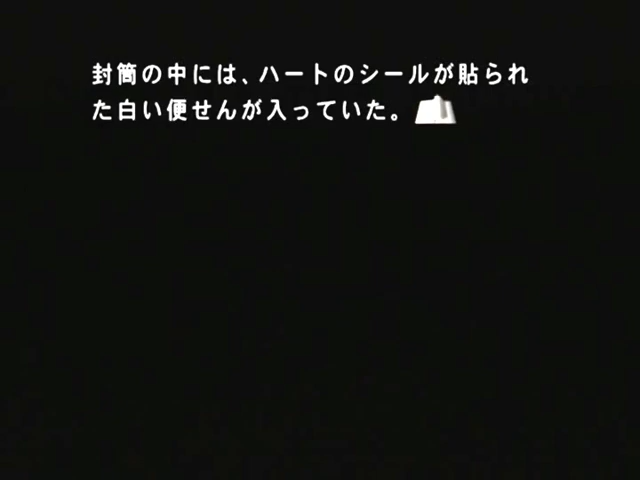 封筒の中には、ハートのシールが貼られ
た白い便せんが入っていた。